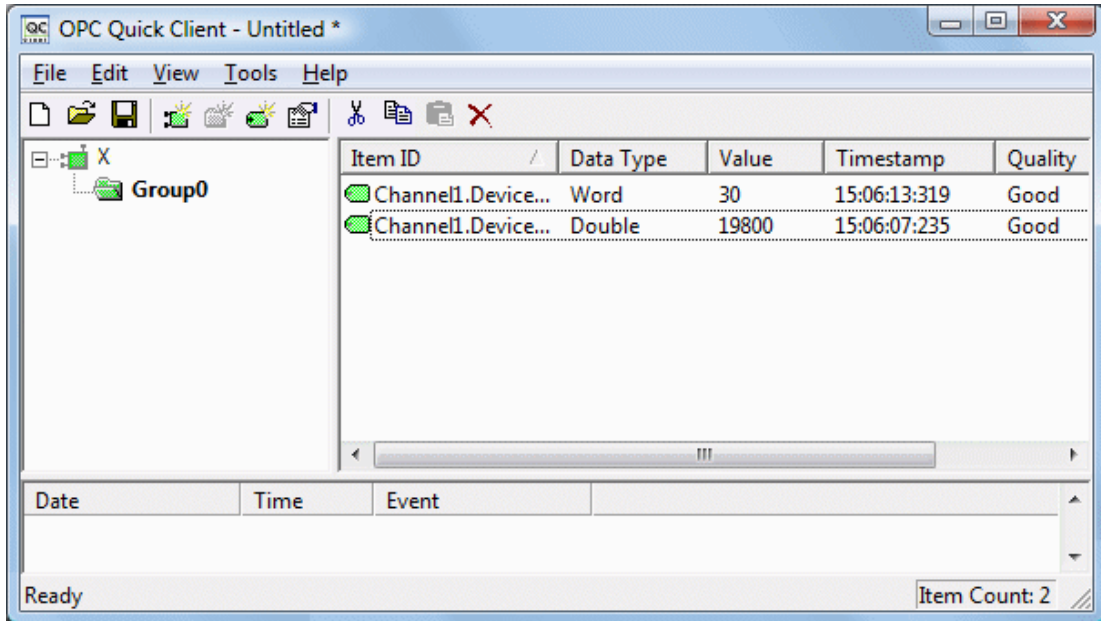 OPC Quick Client - Untitled *
File Edit View Tools Help
X
Group0
Item ID Data Type Value Timestamp Quality
Channel1.Device... Word 30 15:06:13:319 Good
Channel1.Device... Double 19800 15:06:07:235 Good
Date Time Event
Ready Item Count: 2